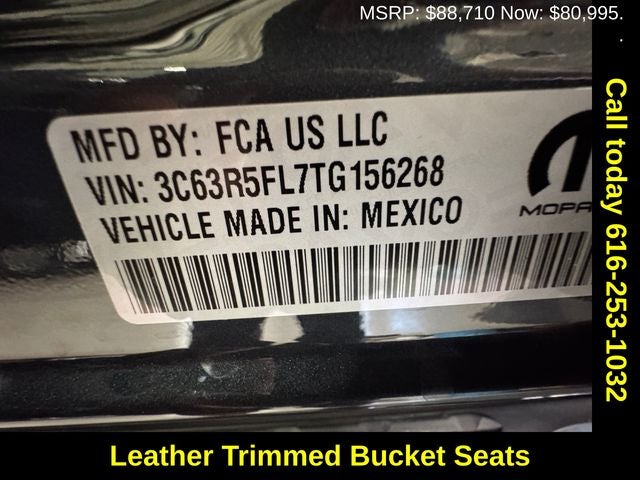 MSRP: $88,710 Now: $80,995.
MFD BY: FCA US LLC
VIN: 3C63R5FL7TG156268
VEHICLE MADE IN: MEXICO
Call today 616-253-1032
Leather Trimmed Bucket Seats